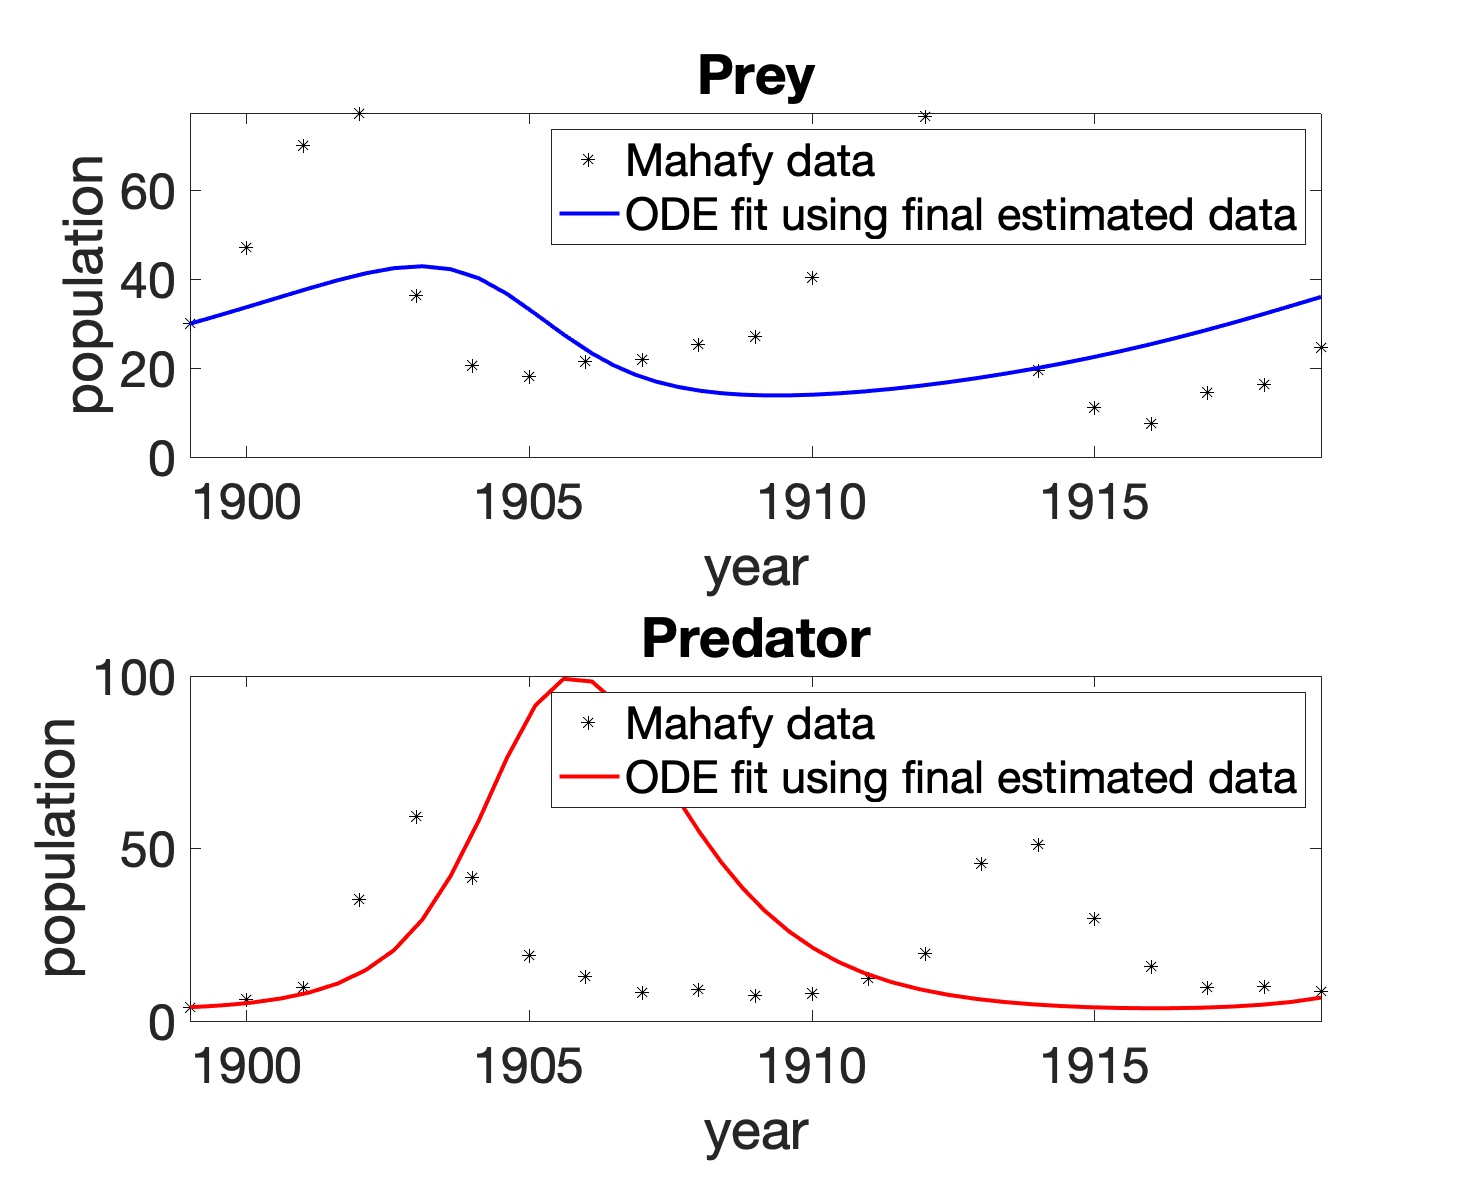 Prey
population
60
40
20
0
Mahafy data
ODE fit using final estimated data
1900 1905 1910 1915
year
Predator
population
100
50
0
Mahafy data
ODE fit using final estimated data
1900 1905 1910 1915
year